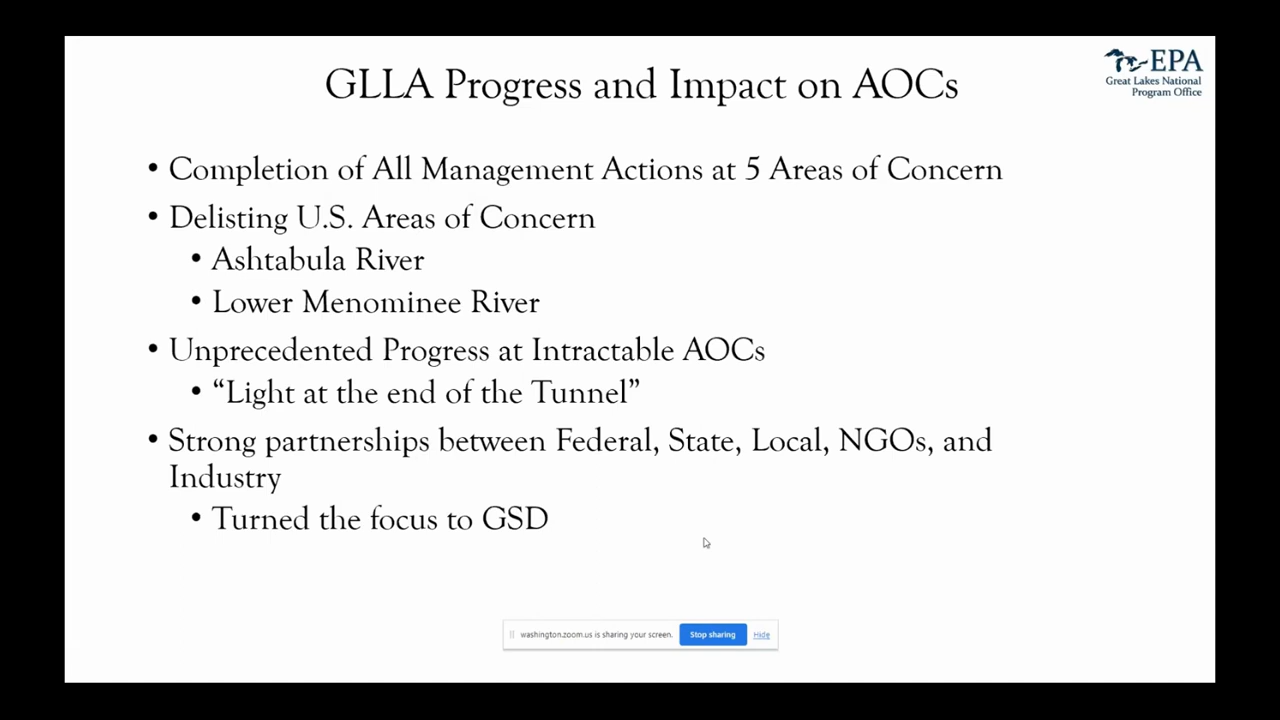 GLLA Progress and Impact on AOCs
EPA
Great Lakes National
Program Office
• Completion of All Management Actions at 5 Areas of Concern
• Delisting U.S. Areas of Concern
• Ashtabula River
• Lower Menominee River
• Unprecedented Progress at Intractable AOCs
• “Light at the end of the Tunnel”
• Strong partnerships between Federal, State, Local, NGOs, and
Industry
• Turned the focus to GSD
washington.zoom.us is sharing your screen. Stop sharing Hide